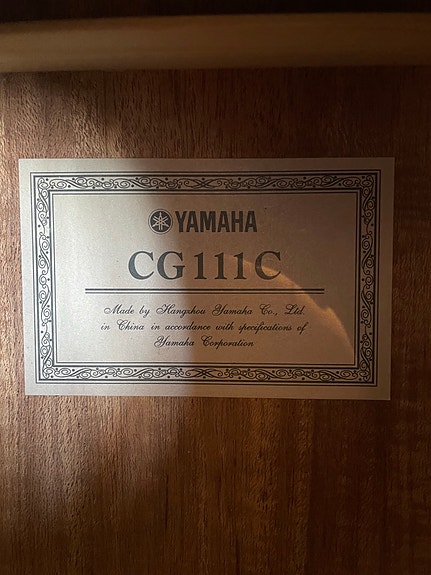 YAMAHA
CG111C
Made by Hangzhou Yamaha Co., Ltd.
in China in accordance with specifications of
Yamaha Corporation